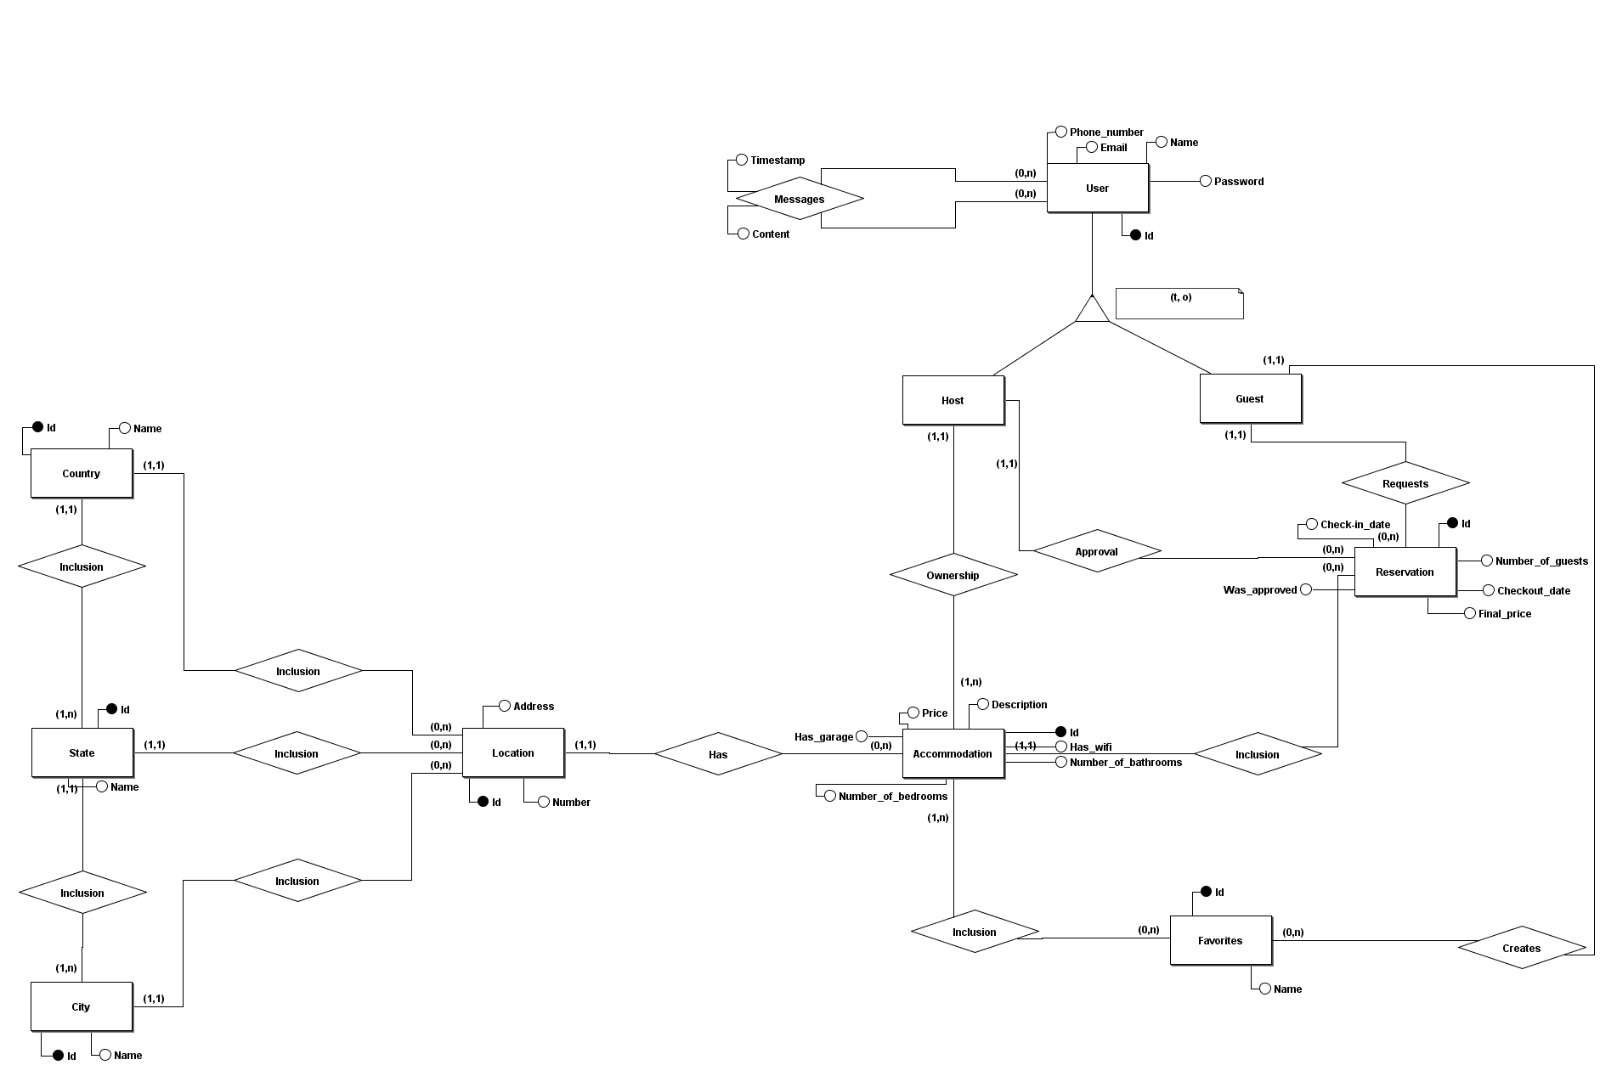 Phone_number
Name
Email
Timestamp
(0,n)
Password
User
(0,n)
Messages
Content
Id
(t, o)
(1,1)
Host
Guest
Id
Name
(1,1)
(1,1)
(1,1)
(1,1)
Country
Requests
(1,1)
Check-in_date
Id
(0,n)
Approval
(0,n)
Number_of_guests
Inclusion
(0,n)
Reservation
Ownership
Was_approved
Checkout_date
Final_price
Inclusion
(1,n)
Id
(1,n)
Address
Price
Description
(0,n)
Has_garage
Id
(1,1)
(0,n)
(1,1)
(0,n)
(1,1)
Has_wifi
State
Inclusion
Location
Has
Accommodation
Inclusion
(0,n)
Number_of_bathrooms
(1,1)
Name
Id
Number
Number_of_bedrooms
(1,n)
Inclusion
Inclusion
Id
Inclusion
(0,n)
Favorites
(0,n)
Creates
(1,n)
Name
(1,1)
City
Id
Name